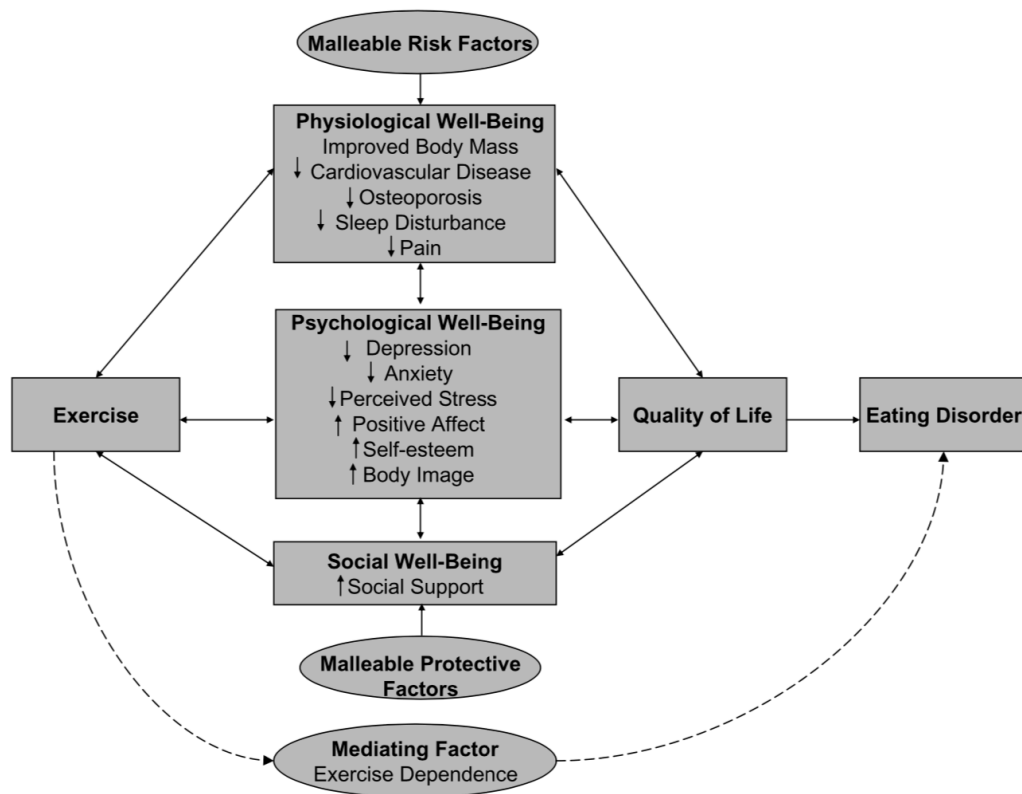 Malleable Risk Factors
Physiological Well-Being
Improved Body Mass
↓ Cardiovascular Disease
↓ Osteoporosis
↓ Sleep Disturbance
↓ Pain
Psychological Well-Being
↓ Depression
↓ Anxiety
↓ Perceived Stress
↑ Positive Affect
↑ Self-esteem
↑ Body Image
Exercise
Quality of Life
Eating Disorder
Social Well-Being
↑ Social Support
Malleable Protective
Factors
Mediating Factor
Exercise Dependence